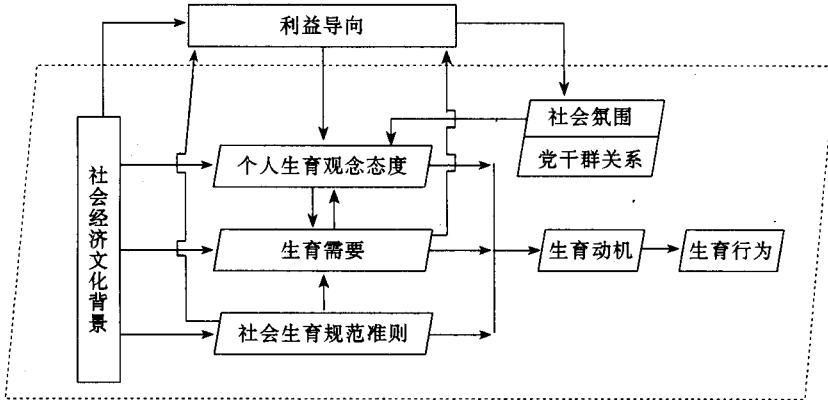 利益导向
社会氛围
党干群关系
个人生育观念态度
社会经济文化背景
生育需要
生育动机
生育行为
社会生育规范准则